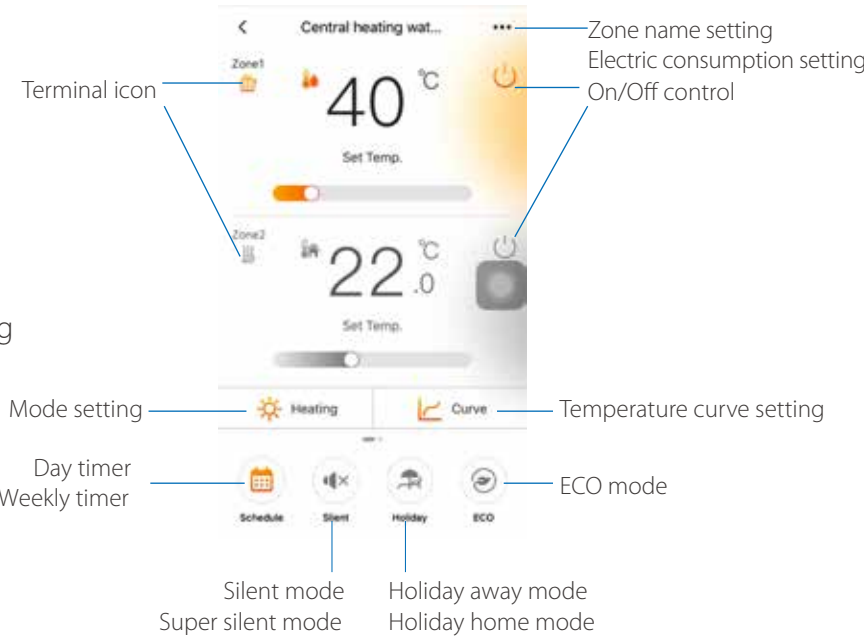 Central heating wat...
Zone name setting
Electric consumption setting
On/Off control
Zone1
Terminal icon
40 °C
Set Temp.
Zone2
22.0 °C
Set Temp.
g
Mode setting
Heating
Curve
Temperature curve setting
Day timer
Weekly timer
ECO mode
Schedule
Silent
Holiday
ECO
Silent mode
Super silent mode
Holiday away mode
Holiday home mode